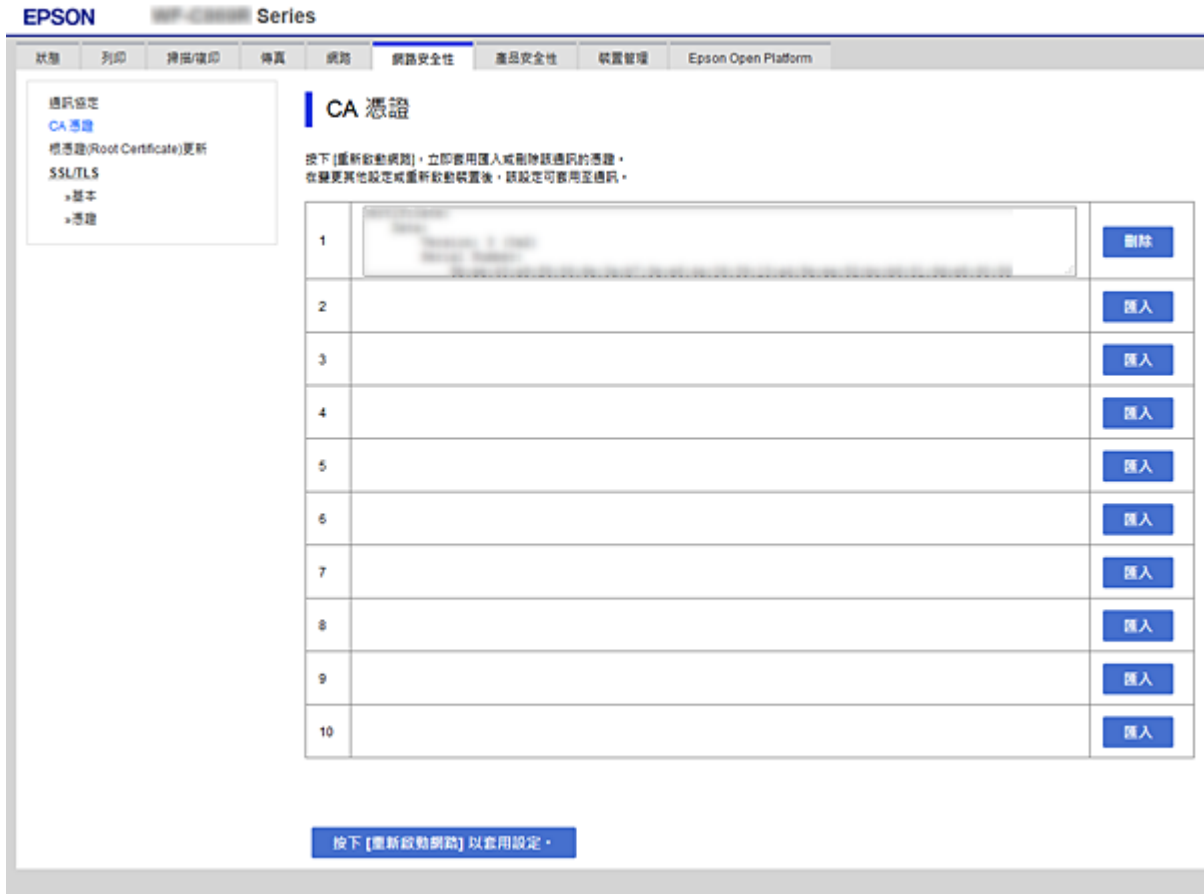 EPSON Series
狀態 列印 掃描/複印 傳真 網路 網路安全性 產品安全性 裝置管理 Epson Open Platform
通訊協定
CA 憑證
根憑證(Root Certificate)更新
SSL/TLS
»基本
»憑證
CA 憑證
按下 [重新啟動網路],立即套用匯入或刪除該通訊的憑證。
在變更其他設定或重新啟動裝置後,該設定可套用至通訊。
1 刪除
2 匯入
3 匯入
4 匯入
5 匯入
6 匯入
7 匯入
8 匯入
9 匯入
10 匯入
按下 [重新啟動網路] 以套用設定。